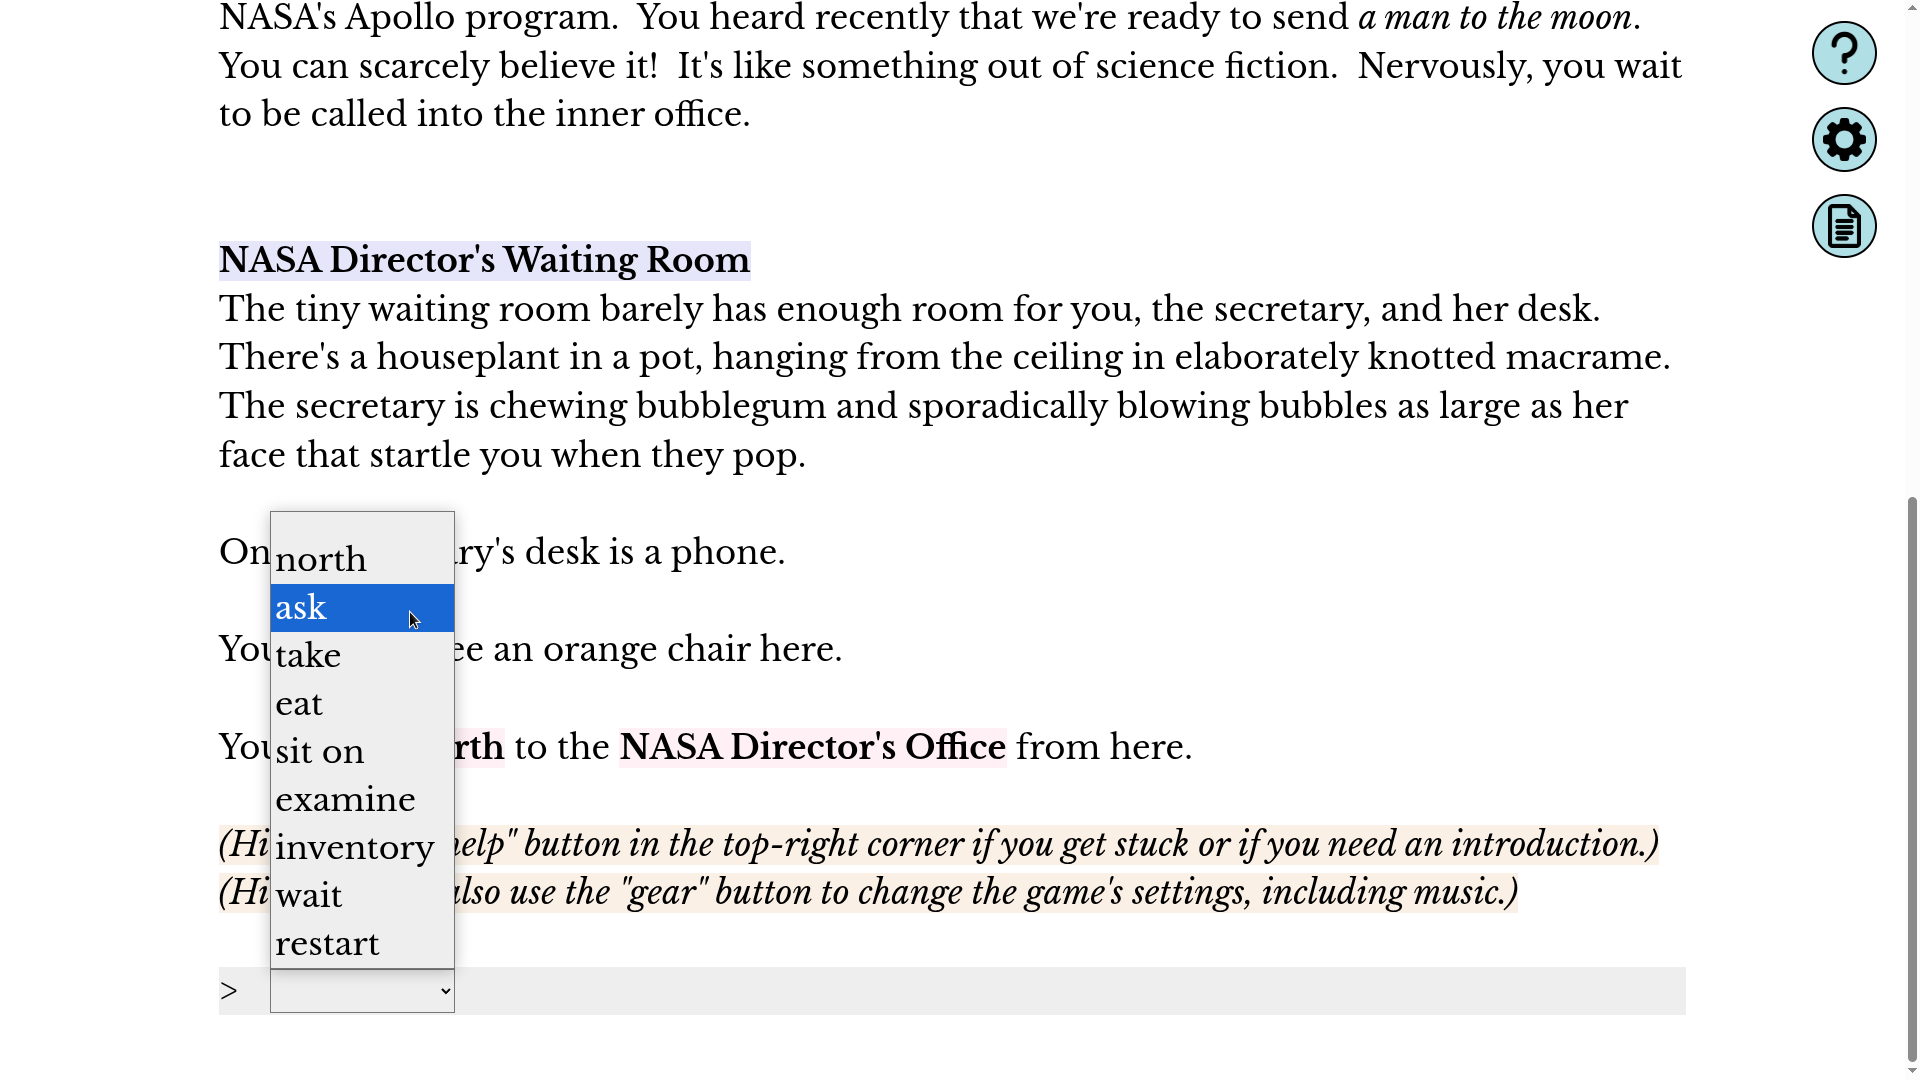 NASA's Apollo program.  You heard recently that we're ready to send a man to the moon.
You can scarcely believe it!  It's like something out of science fiction.  Nervously, you wait
to be called into the inner office.
NASA Director's Waiting Room
The tiny waiting room barely has enough room for you, the secretary, and her desk.
There's a houseplant in a pot, hanging from the ceiling in elaborately knotted macrame.
The secretary is chewing bubblegum and sporadically blowing bubbles as large as her
face that startle you when they pop.
On ry's desk is a phone.
north
ask
take
eat
sit on
examine
inventory
wait
restart
You ee an orange chair here.
You rth to the NASA Director's Office from here.
(Hi help" button in the top-right corner if you get stuck or if you need an introduction.)
(Hi also use the "gear" button to change the game's settings, including music.)
>